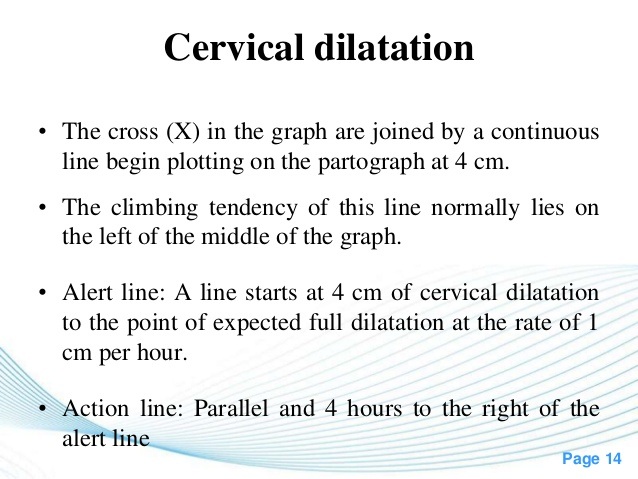 Cervical dilatation
• The cross (X) in the graph are joined by a continuous
line begin plotting on the partograph at 4 cm.
• The climbing tendency of this line normally lies on
the left of the middle of the graph.
• Alert line: A line starts at 4 cm of cervical dilatation
to the point of expected full dilatation at the rate of 1
cm per hour.
• Action line: Parallel and 4 hours to the right of the
alert line
Page 14